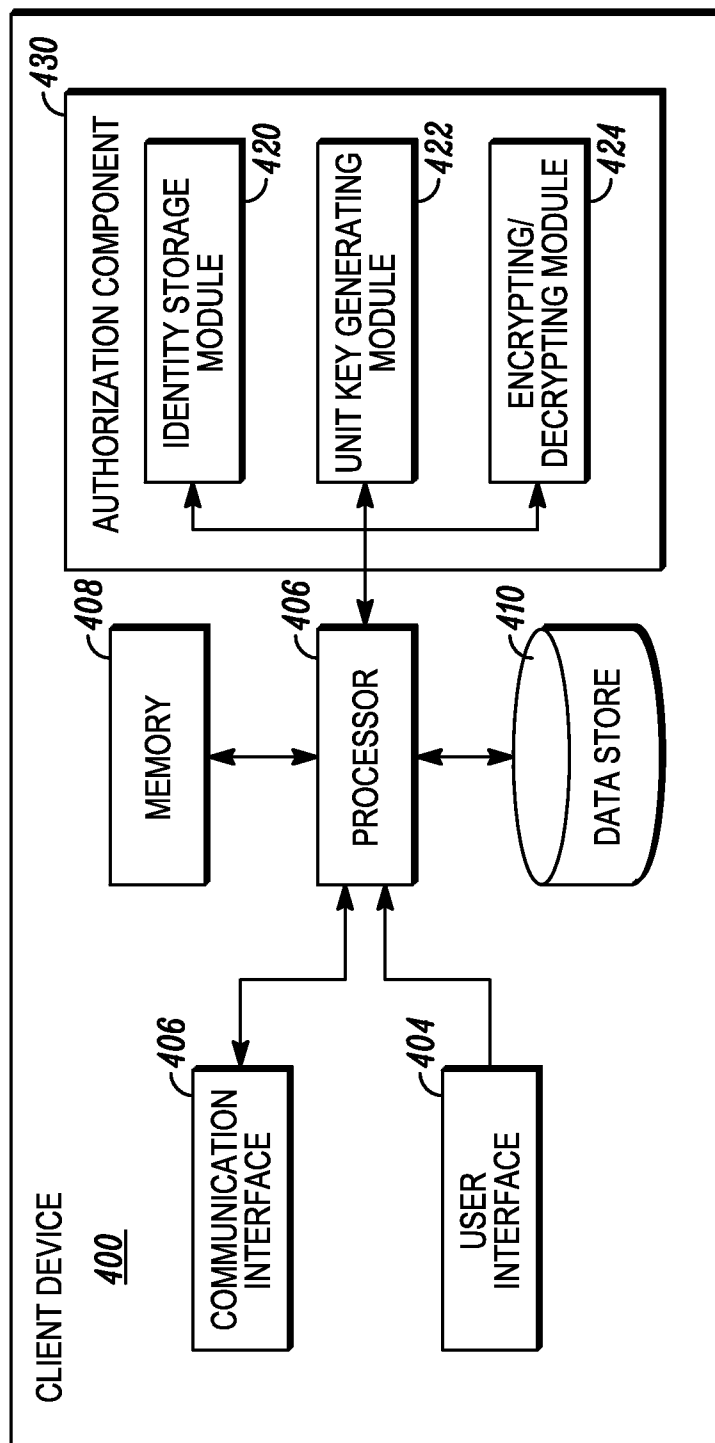 CLIENT DEVICE
400
COMMUNICATION
INTERFACE
406
USER
INTERFACE
404
MEMORY
408
PROCESSOR
406
DATA STORE
410
AUTHORIZATION COMPONENT
430
IDENTITY STORAGE
MODULE
420
UNIT KEY GENERATING
MODULE
422
ENCRYPTING/
DECRYPTING MODULE
424